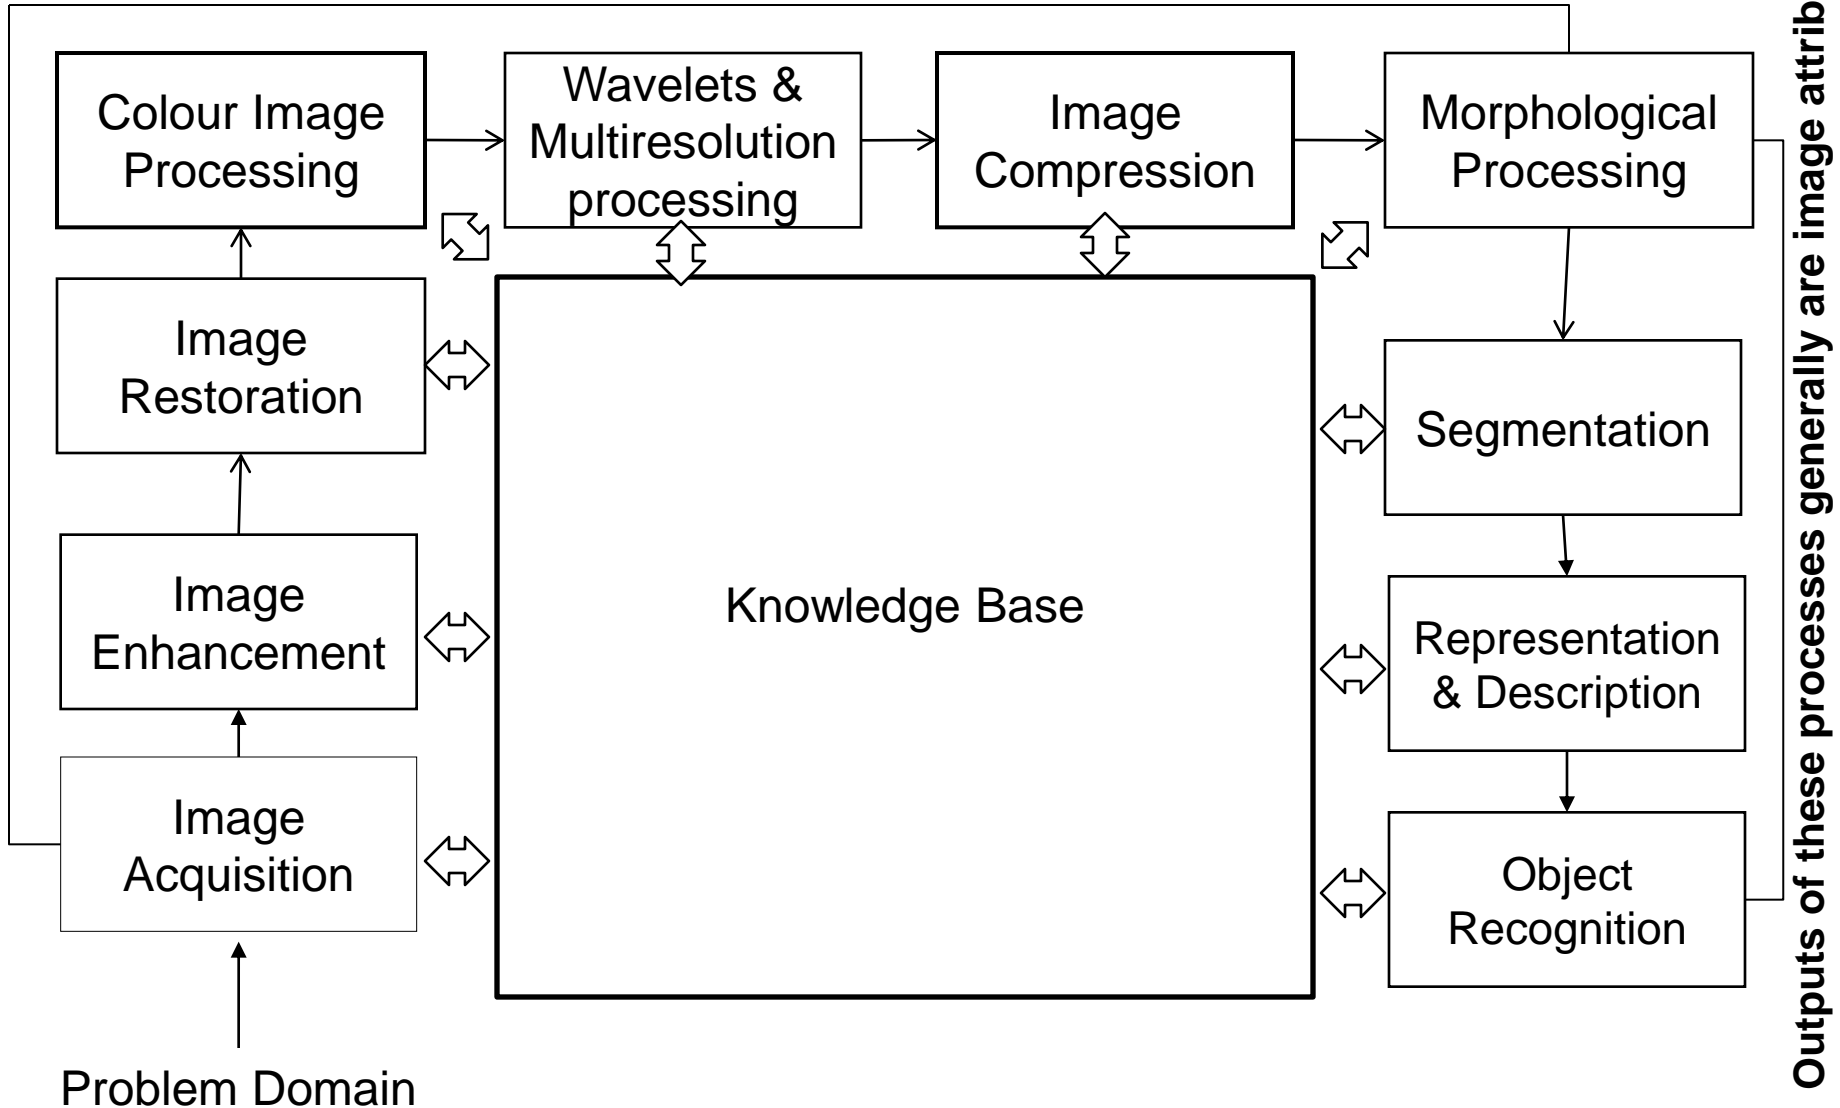 Colour Image
Processing
Wavelets &
Multiresolution
processing
Image
Compression
Morphological
Processing
Image
Restoration
Segmentation
Image
Enhancement
Knowledge Base
Representation
& Description
Image
Acquisition
Object
Recognition
Problem Domain
Outputs of these processes generally are image attrib